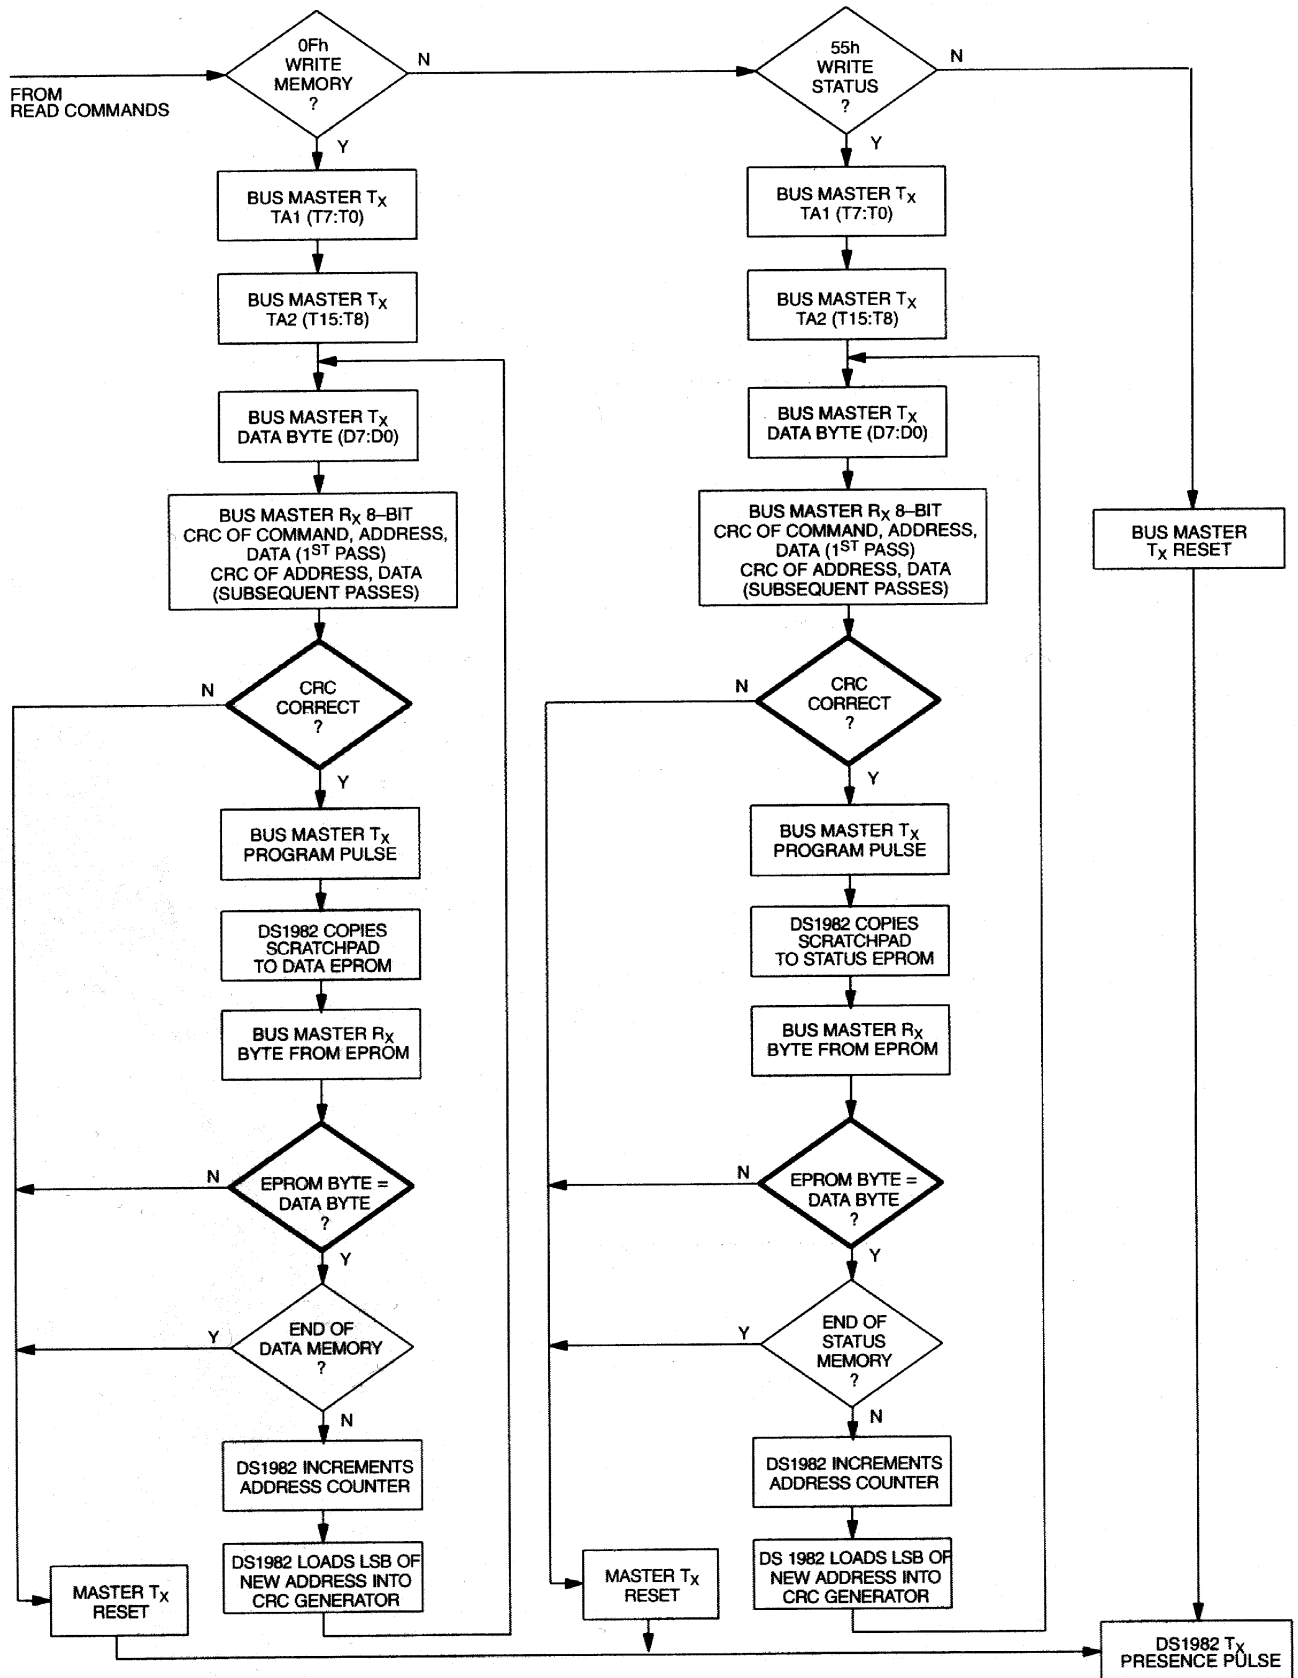 0Fh
WRITE
MEMORY
?
N
55h
WRITE
STATUS
?
N
FROM
READ COMMANDS
Y
BUS MASTER TX
TA1 (T7:T0)
BUS MASTER TX
TA2 (T15:T8)
BUS MASTER TX
DATA BYTE (D7:D0)
BUS MASTER RX 8–BIT
CRC OF COMMAND, ADDRESS,
DATA (1ST PASS)
CRC OF ADDRESS, DATA
(SUBSEQUENT PASSES)
N
CRC
CORRECT
?
Y
BUS MASTER TX
PROGRAM PULSE
DS1982 COPIES
SCRATCHPAD
TO DATA EPROM
BUS MASTER RX
BYTE FROM EPROM
N
EPROM BYTE =
DATA BYTE
?
Y
Y
END OF
DATA MEMORY
?
N
DS1982 INCREMENTS
ADDRESS COUNTER
DS1982 LOADS LSB OF
NEW ADDRESS INTO
CRC GENERATOR
MASTER TX
RESET
Y
BUS MASTER TX
TA1 (T7:T0)
BUS MASTER TX
TA2 (T15:T8)
BUS MASTER TX
DATA BYTE (D7:D0)
BUS MASTER RX 8–BIT
CRC OF COMMAND, ADDRESS,
DATA (1ST PASS)
CRC OF ADDRESS, DATA
(SUBSEQUENT PASSES)
N
CRC
CORRECT
?
Y
BUS MASTER TX
PROGRAM PULSE
DS1982 COPIES
SCRATCHPAD
TO STATUS EPROM
BUS MASTER RX
BYTE FROM EPROM
N
EPROM BYTE =
DATA BYTE
?
Y
Y
END OF
STATUS
MEMORY
?
N
DS1982 INCREMENTS
ADDRESS COUNTER
DS 1982 LOADS LSB OF
NEW ADDRESS INTO
CRC GENERATOR
MASTER TX
RESET
BUS MASTER
TX RESET
DS1982 TX
PRESENCE PULSE